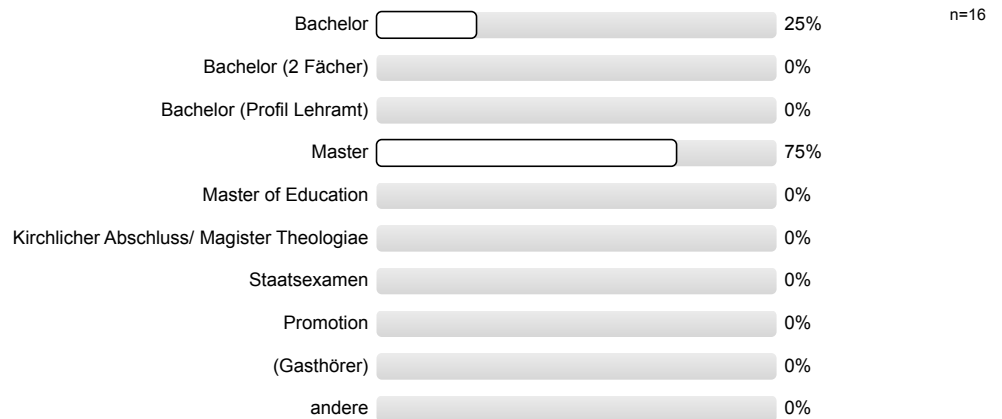 Bachelor 25% n=16
Bachelor (2 Fächer) 0%
Bachelor (Profil Lehramt) 0%
Master 75%
Master of Education 0%
Kirchlicher Abschluss/ Magister Theologiae 0%
Staatsexamen 0%
Promotion 0%
(Gasthörer) 0%
andere 0%